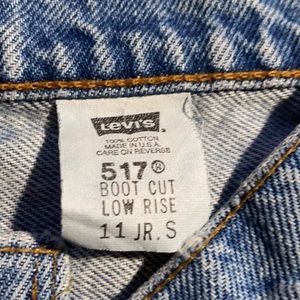 Levi's
100% COTTON
MADE IN U.S.A.
CARE ON REVERSE
517®
BOOT CUT
LOW RISE
11 JR. S